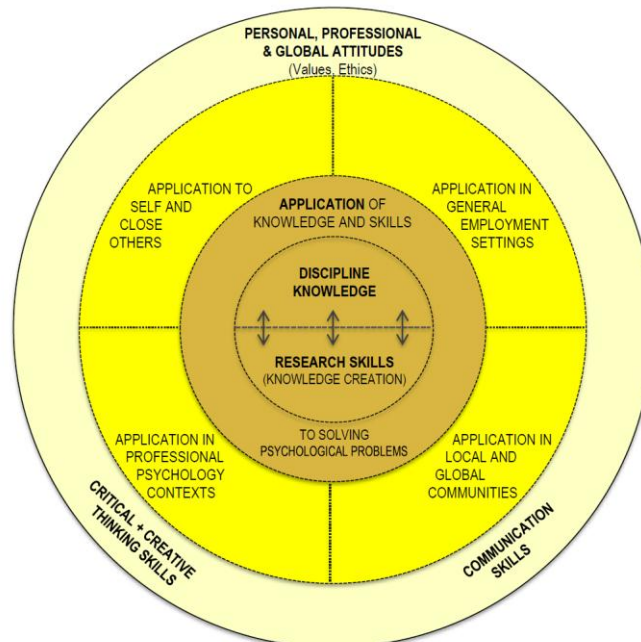 PERSONAL, PROFESSIONAL
& GLOBAL ATTITUDES
(Values, Ethics)
APPLICATION TO
SELF AND
CLOSE
OTHERS
APPLICATION IN
GENERAL
EMPLOYMENT
SETTINGS
APPLICATION OF
KNOWLEDGE AND SKILLS
DISCIPLINE
KNOWLEDGE
RESEARCH SKILLS
(KNOWLEDGE CREATION)
TO SOLVING
PSYCHOLOGICAL PROBLEMS
APPLICATION IN
PROFESSIONAL
PSYCHOLOGY
CONTEXTS
APPLICATION IN
LOCAL AND
GLOBAL
COMMUNITIES
CRITICAL + CREATIVE
THINKING SKILLS
COMMUNICATION
SKILLS